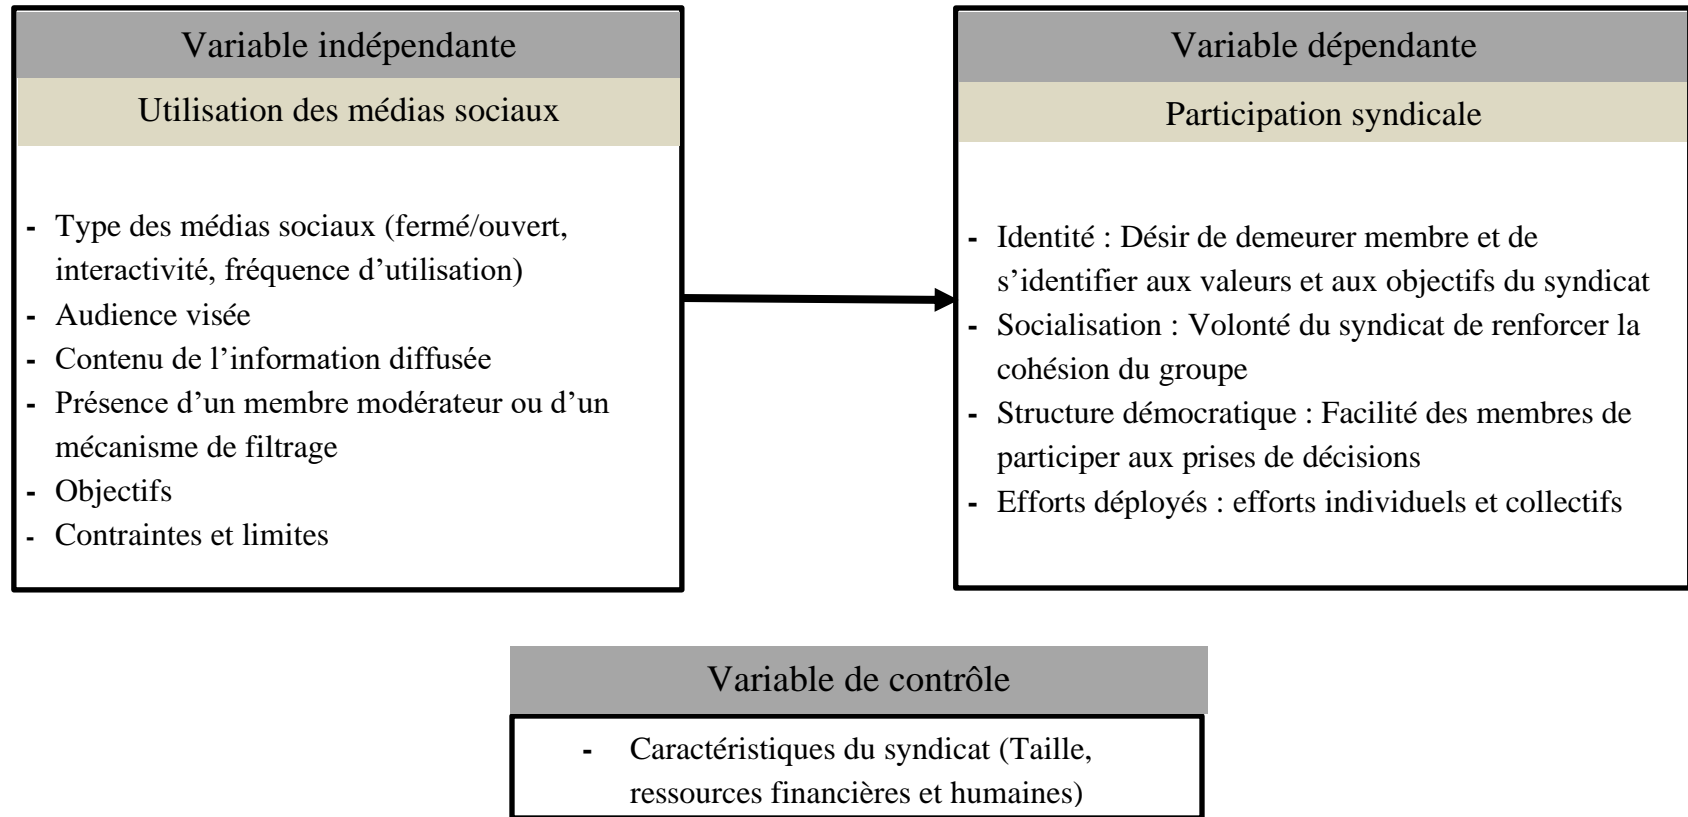 Variable indépendante
Utilisation des médias sociaux
- Type des médias sociaux (fermé/ouvert,
interactivité, fréquence d’utilisation)
- Audience visée
- Contenu de l’information diffusée
- Présence d’un membre modérateur ou d’un
mécanisme de filtrage
- Objectifs
- Contraintes et limites
Variable dépendante
Participation syndicale
- Identité : Désir de demeurer membre et de
s’identifier aux valeurs et aux objectifs du syndicat
- Socialisation : Volonté du syndicat de renforcer la
cohésion du groupe
- Structure démocratique : Facilité des membres de
participer aux prises de décisions
- Efforts déployés : efforts individuels et collectifs
Variable de contrôle
- Caractéristiques du syndicat (Taille,
ressources financières et humaines)